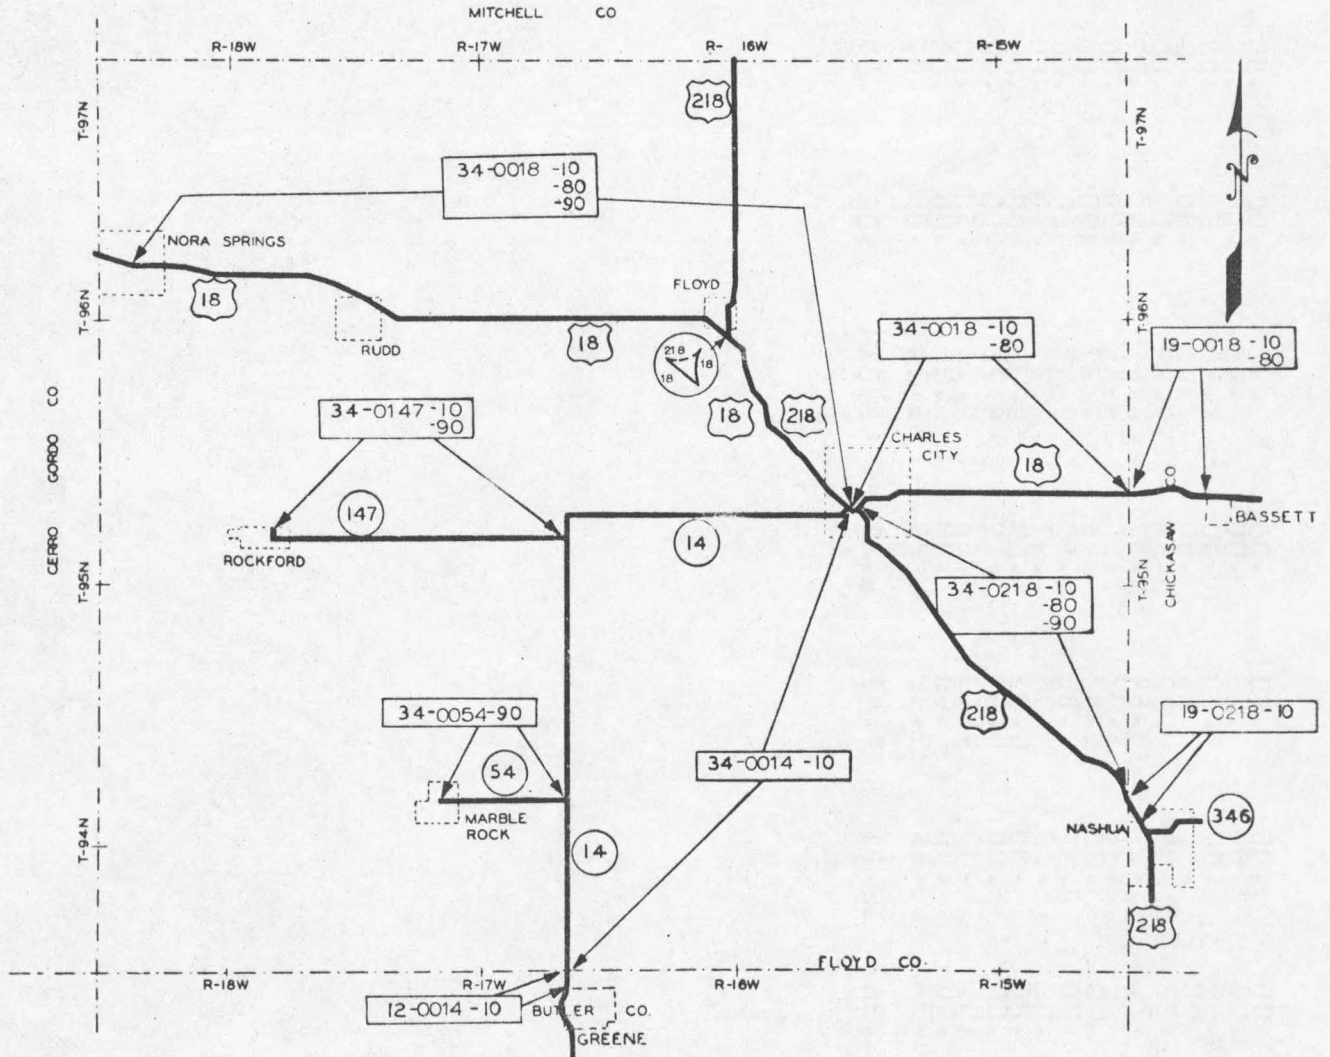 MITCHELL CO
R-18W R-17W R- 16W R-15W
218
T-97N
T-97N
34-0018 -10
-80
-90
NORA SPRINGS
18
FLOYD
T-96N
T-96N
RUDD
18
218
18
18
34-0018 -10
-80
19-0018 -10
-80
CERRO GORDO CO.
34-0147 -10
-90
18
218
CHARLES
CITY
18
147
14
ROCKFORD
BASSETT
CHICKASAW CO
T-95N
T-95N
34-0218 -10
-80
-90
34-0054-90
218
19-0218-10
54
34-0014 -10
MARBLE
ROCK
NASHUA
346
T-94N
14
218
FLOYD CO.
R-18W R-17W R-16W R-15W
12-0014 -10
BUTLER CO.
GREENE
N